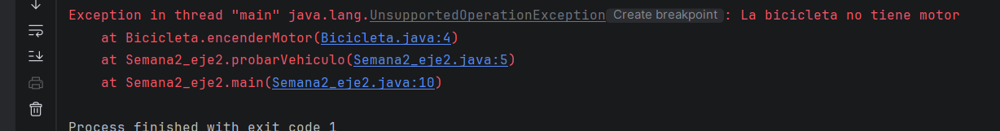 Exception in thread "main" java.lang.UnsupportedOperationException Create breakpoint : La bicicleta no tiene motor
at Bicicleta.encenderMotor(Bicicleta.java:4)
at Semana2_eje2.probarVehiculo(Semana2_eje2.java:5)
at Semana2_eje2.main(Semana2_eje2.java:10)
Process finished with exit code 1